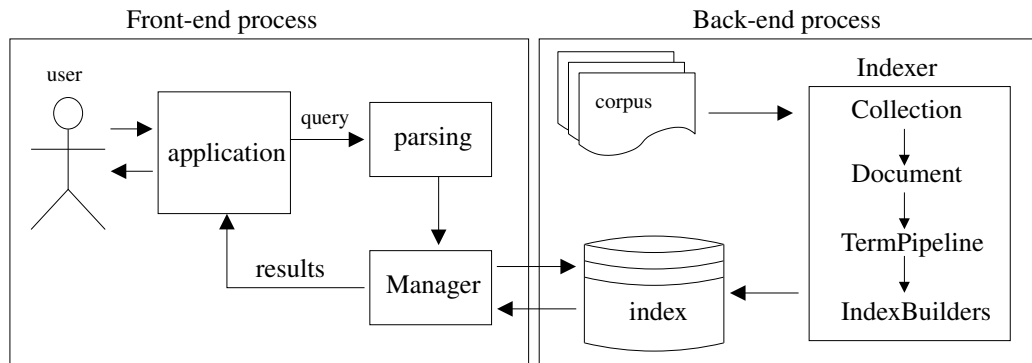 Front-end process
Back-end process
user
application
query
parsing
Manager
results
corpus
Indexer
Collection
Document
TermPipeline
IndexBuilders
index